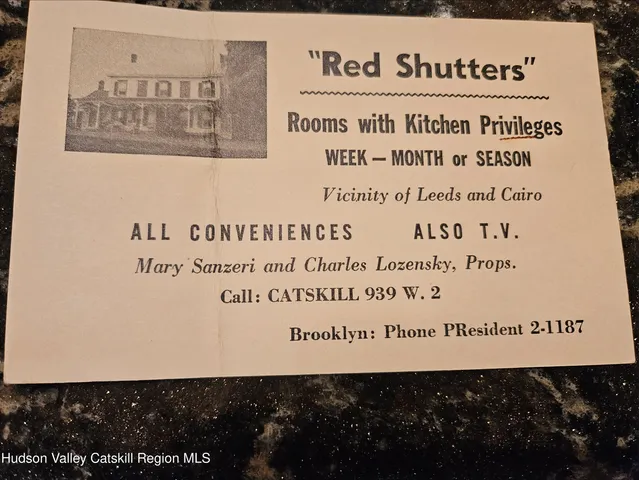 "Red Shutters"
Rooms with Kitchen Privileges
WEEK — MONTH or SEASON
Vicinity of Leeds and Cairo
ALL CONVENIENCES ALSO T.V.
Mary Sanzeri and Charles Lozensky, Props.
Call: CATSKILL 939 W. 2
Brooklyn: Phone PResident 2-1187
Hudson Valley Catskill Region MLS